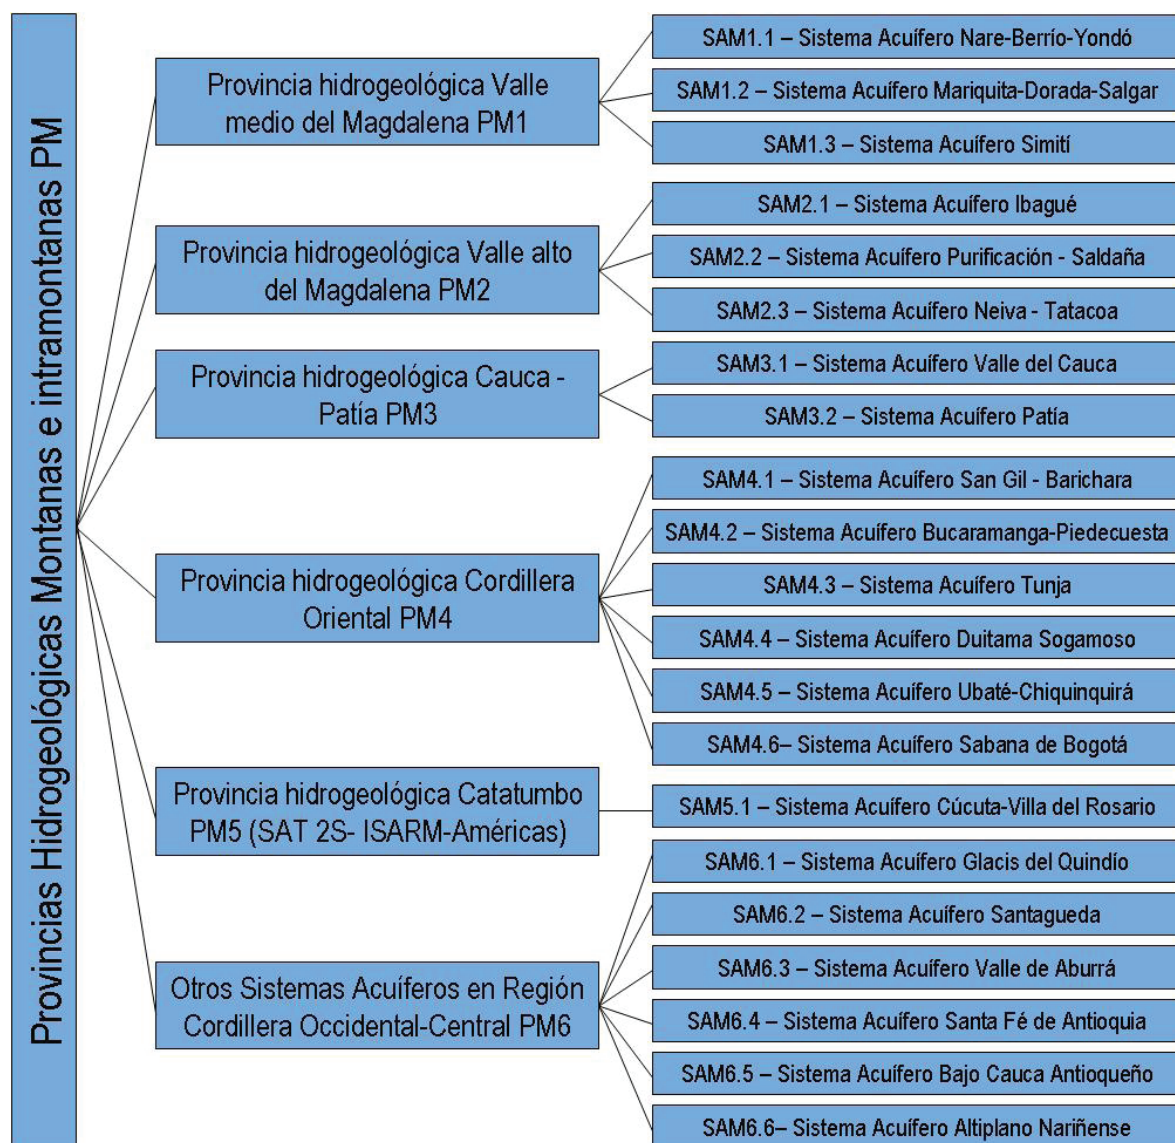 Provincias Hidrogeológicas Montanas e intramontanas PM
Provincia hidrogeológica Valle
medio del Magdalena PM1
SAM1.1 – Sistema Acuífero Nare-Berrío-Yondó
SAM1.2 – Sistema Acuífero Mariquita-Dorada-Salgar
SAM1.3 – Sistema Acuífero Simití
Provincia hidrogeológica Valle alto
del Magdalena PM2
SAM2.1 – Sistema Acuífero Ibagué
SAM2.2 – Sistema Acuífero Purificación - Saldaña
SAM2.3 – Sistema Acuífero Neiva - Tatacoa
Provincia hidrogeológica Cauca -
Patía PM3
SAM3.1 – Sistema Acuífero Valle del Cauca
SAM3.2 – Sistema Acuífero Patía
Provincia hidrogeológica Cordillera
Oriental PM4
SAM4.1 – Sistema Acuífero San Gil - Barichara
SAM4.2 – Sistema Acuífero Bucaramanga-Piedecuesta
SAM4.3 – Sistema Acuífero Tunja
SAM4.4 – Sistema Acuífero Duitama Sogamoso
SAM4.5 – Sistema Acuífero Ubaté-Chiquinquirá
SAM4.6– Sistema Acuífero Sabana de Bogotá
Provincia hidrogeológica Catatumbo
PM5 (SAT 2S- ISARM-Américas)
SAM5.1 – Sistema Acuífero Cúcuta-Villa del Rosario
Otros Sistemas Acuíferos en Región
Cordillera Occidental-Central PM6
SAM6.1 – Sistema Acuífero Glacis del Quindío
SAM6.2 – Sistema Acuífero Santagueda
SAM6.3 – Sistema Acuífero Valle de Aburrá
SAM6.4 – Sistema Acuífero Santa Fé de Antioquia
SAM6.5 – Sistema Acuífero Bajo Cauca Antioqueño
SAM6.6– Sistema Acuífero Altiplano Nariñense